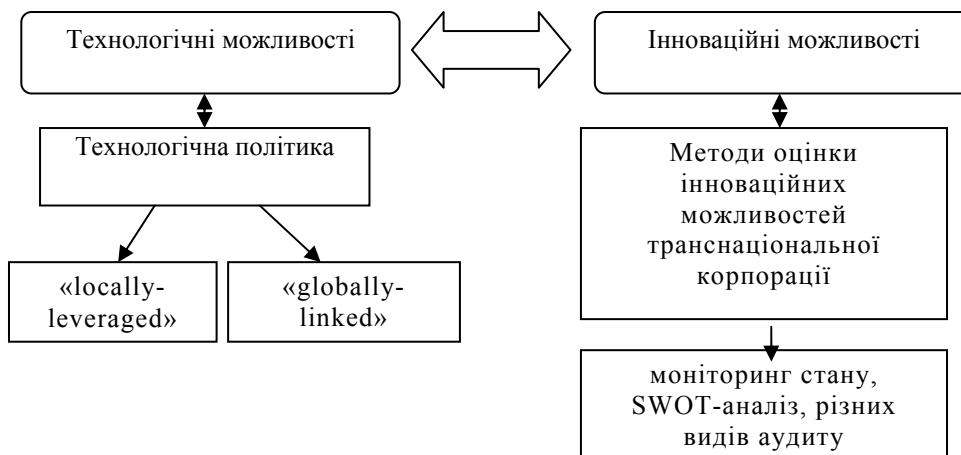 Технологічні можливості
Інноваційні можливості
Технологічна політика
Методи оцінки
інноваційних
можливостей
транснаціональної
корпорації
«locally-
leveraged»
«globally-
linked»
моніторинг стану,
SWOT-аналіз, різних
видів аудиту